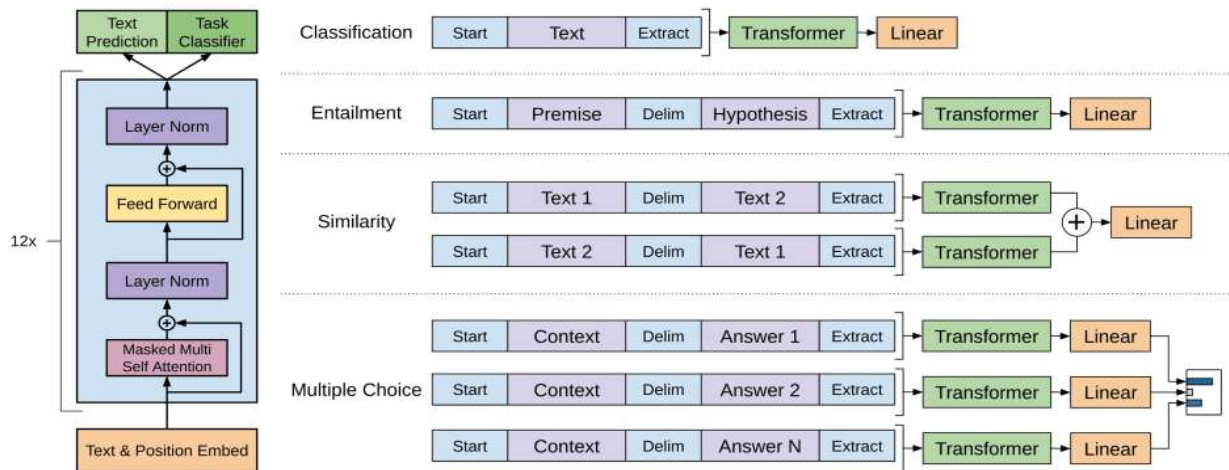 Text
Prediction
Task
Classifier
12x
Layer Norm
Feed Forward
Layer Norm
Masked Multi
Self Attention
Text & Position Embed
Classification
Start Text Extract Transformer Linear
Entailment
Start Premise Delim Hypothesis Extract Transformer Linear
Similarity
Start Text 1 Delim Text 2 Extract Transformer
Linear
Start Text 2 Delim Text 1 Extract Transformer
Multiple Choice
Start Context Delim Answer 1 Extract Transformer Linear
Start Context Delim Answer 2 Extract Transformer Linear
Start Context Delim Answer N Extract Transformer Linear